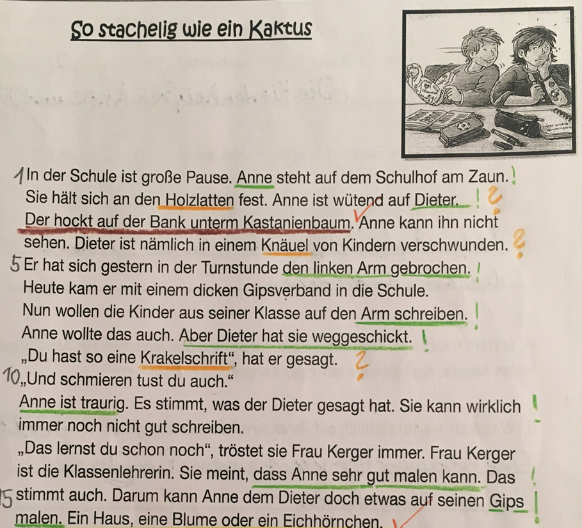 So stachelig wie ein Kaktus
1 In der Schule ist große Pause. Anne steht auf dem Schulhof am Zaun. !
Sie hält sich an den Holzlatten fest. Anne ist wütend auf Dieter. ! ?
Der hockt auf der Bank unterm Kastanienbaum. Anne kann ihn nicht
sehen. Dieter ist nämlich in einem Knäuel von Kindern verschwunden. ?
5 Er hat sich gestern in der Turnstunde den linken Arm gebrochen. !
Heute kam er mit einem dicken Gipsverband in die Schule.
Nun wollen die Kinder aus seiner Klasse auf den Arm schreiben. !
Anne wollte das auch. Aber Dieter hat sie weggeschickt. !
„Du hast so eine Krakelschrift“, hat er gesagt. ?
10 „Und schmieren tust du auch.“
Anne ist traurig. Es stimmt, was der Dieter gesagt hat. Sie kann wirklich !
immer noch nicht gut schreiben.
„Das lernst du schon noch“, tröstet sie Frau Kerger immer. Frau Kerger
ist die Klassenlehrerin. Sie meint, dass Anne sehr gut malen kann. Das !
15 stimmt auch. Darum kann Anne dem Dieter doch etwas auf seinen Gips !
malen. Ein Haus, eine Blume oder ein Eichhörnchen.